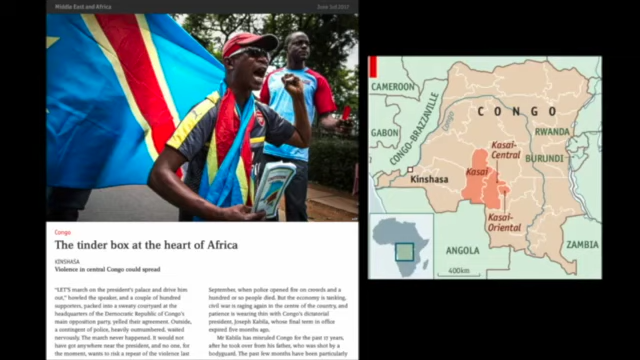 Middle East and Africa
June 3rd 2017
Congo
The tinder box at the heart of Africa
KINSHASA
Violence in central Congo could spread
"LET'S march on the president's palace and drive him
out," howled the speaker, and a couple of hundred
supporters, packed into a sweaty courtyard at the
headquarters of the Democratic Republic of Congo's
main opposition party, yelled their agreement. Outside,
a contingent of police, heavily outnumbered, waited
nervously. The march never happened. It would not
have got anywhere near the president, and no one, for
the moment, wants to risk a repeat of the violence last
September, when police opened fire on crowds and a
hundred or so people died. But the economy is tanking,
civil war is raging again in the centre of the country, and
patience is wearing thin with Congo's dictatorial
president, Joseph Kabila, whose final term in office
expired five months ago.
Mr Kabila has misruled Congo for the past 17 years,
after he took over from his father, who was shot by a
bodyguard. The past few months have been particularly
CAMEROON
CONGO
GABON
CONGO-BRAZZAVILLE
Congo
RWANDA
Kasai-
Central
BURUNDI
Kasai
Kinshasa
Kasai-
Oriental
ANGOLA
ZAMBIA
400km